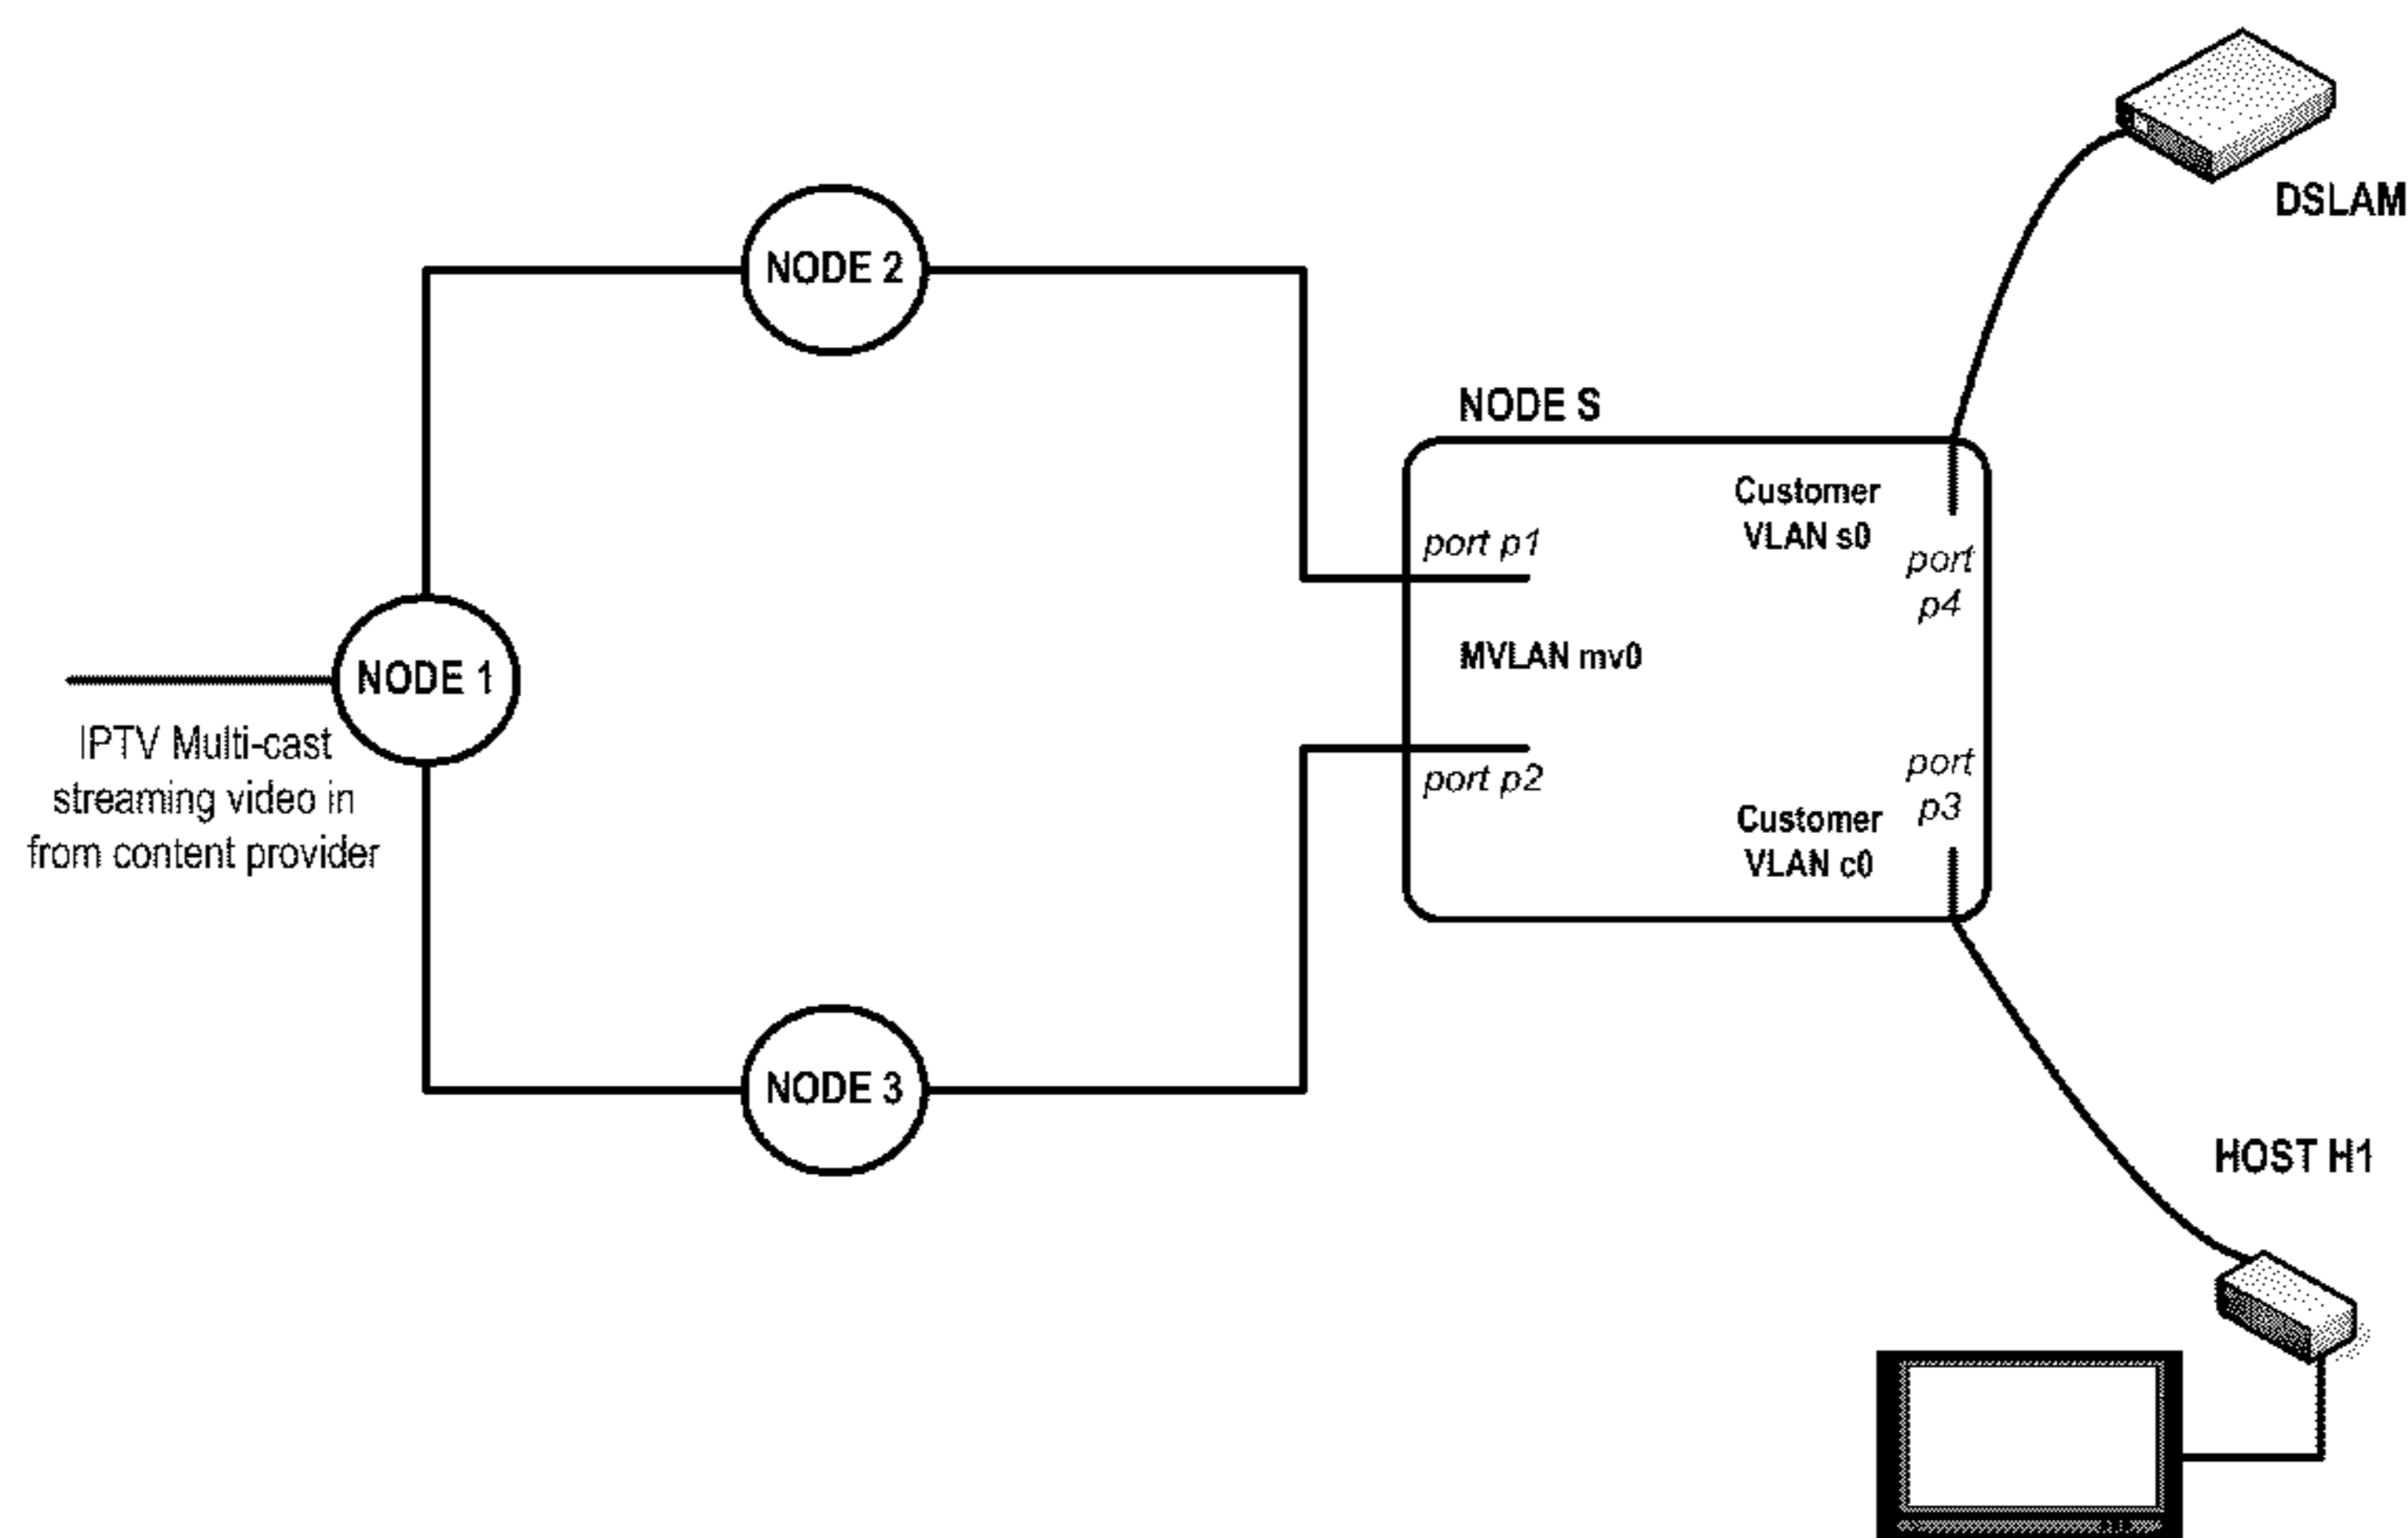 DSLAM
NODE 2
NODE S
Customer
VLAN s0
port p1
port
p4
MVLAN mv0
NODE 1
IPTV Multi-cast
streaming video in
from content provider
port p2
port
p3
Customer
VLAN c0
NODE 3
HOST H1